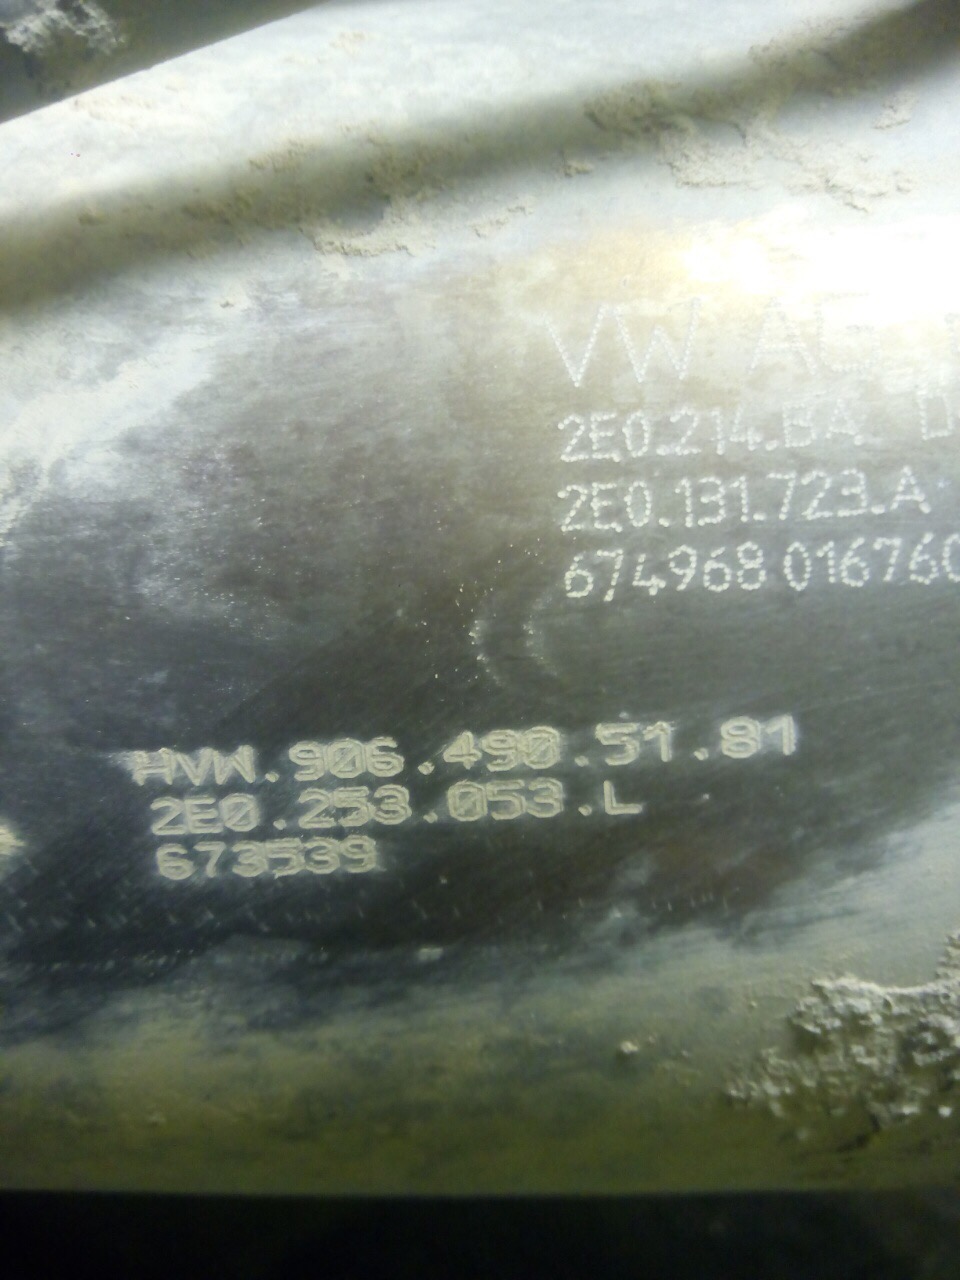 VW AG
2E0.214.BA
2E0.131.723.A
674968 01676
HVW.906.490.51.81
2E0.253.053.L
673539